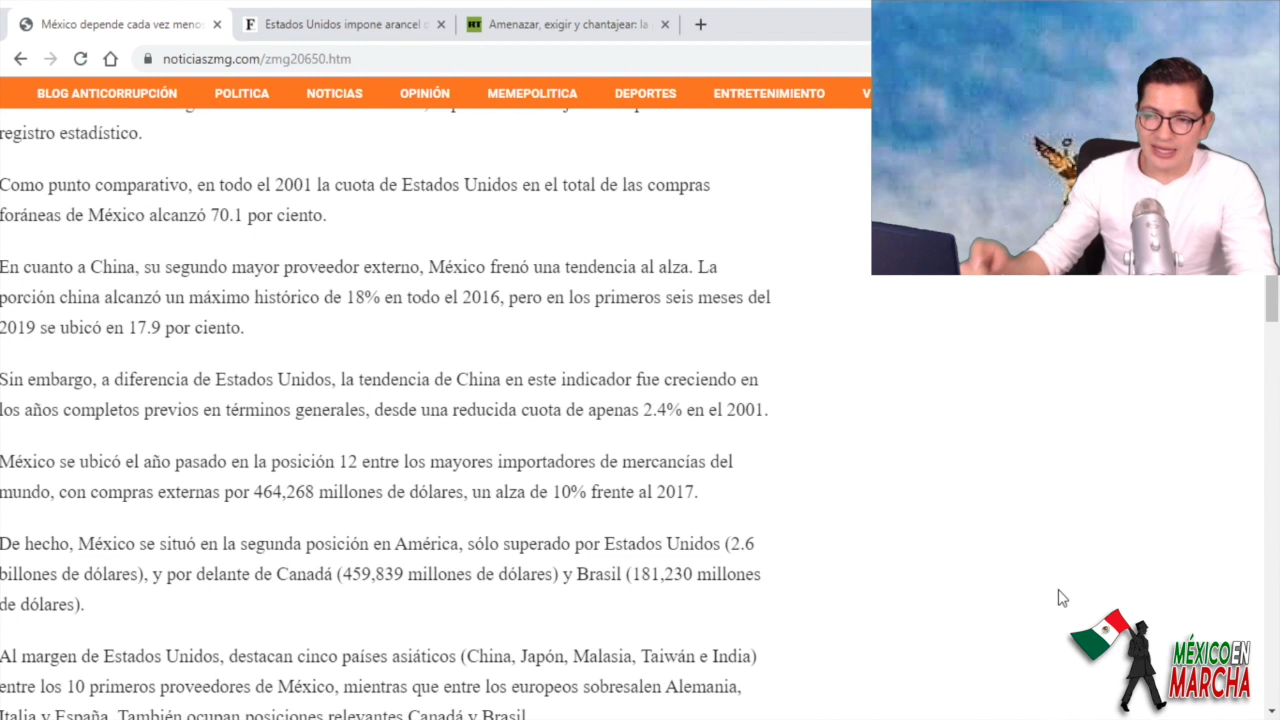 México depende cada vez menos
Estados Unidos impone arancel
Amenazar, exigir y chantajear: la
noticiaszmg.com/zmg20650.htm
BLOG ANTICORRUPCIÓN POLITICA NOTICIAS OPINIÓN MEMEPOLITICA DEPORTES ENTRETENIMIENTO V
registro estadístico.
Como punto comparativo, en todo el 2001 la cuota de Estados Unidos en el total de las compras
foráneas de México alcanzó 70.1 por ciento.
En cuanto a China, su segundo mayor proveedor externo, México frenó una tendencia al alza. La
porción china alcanzó un máximo histórico de 18% en todo el 2016, pero en los primeros seis meses del
2019 se ubicó en 17.9 por ciento.
Sin embargo, a diferencia de Estados Unidos, la tendencia de China en este indicador fue creciendo en
los años completos previos en términos generales, desde una reducida cuota de apenas 2.4% en el 2001.
México se ubicó el año pasado en la posición 12 entre los mayores importadores de mercancías del
mundo, con compras externas por 464,268 millones de dólares, un alza de 10% frente al 2017.
De hecho, México se situó en la segunda posición en América, sólo superado por Estados Unidos (2.6
billones de dólares), y por delante de Canadá (459,839 millones de dólares) y Brasil (181,230 millones
de dólares).
Al margen de Estados Unidos, destacan cinco países asiáticos (China, Japón, Malasia, Taiwán e India)
entre los 10 primeros proveedores de México, mientras que entre los europeos sobresalen Alemania,
Italia y España. También ocupan posiciones relevantes Canadá y Brasil.
MÉXICO EN
MARCHA